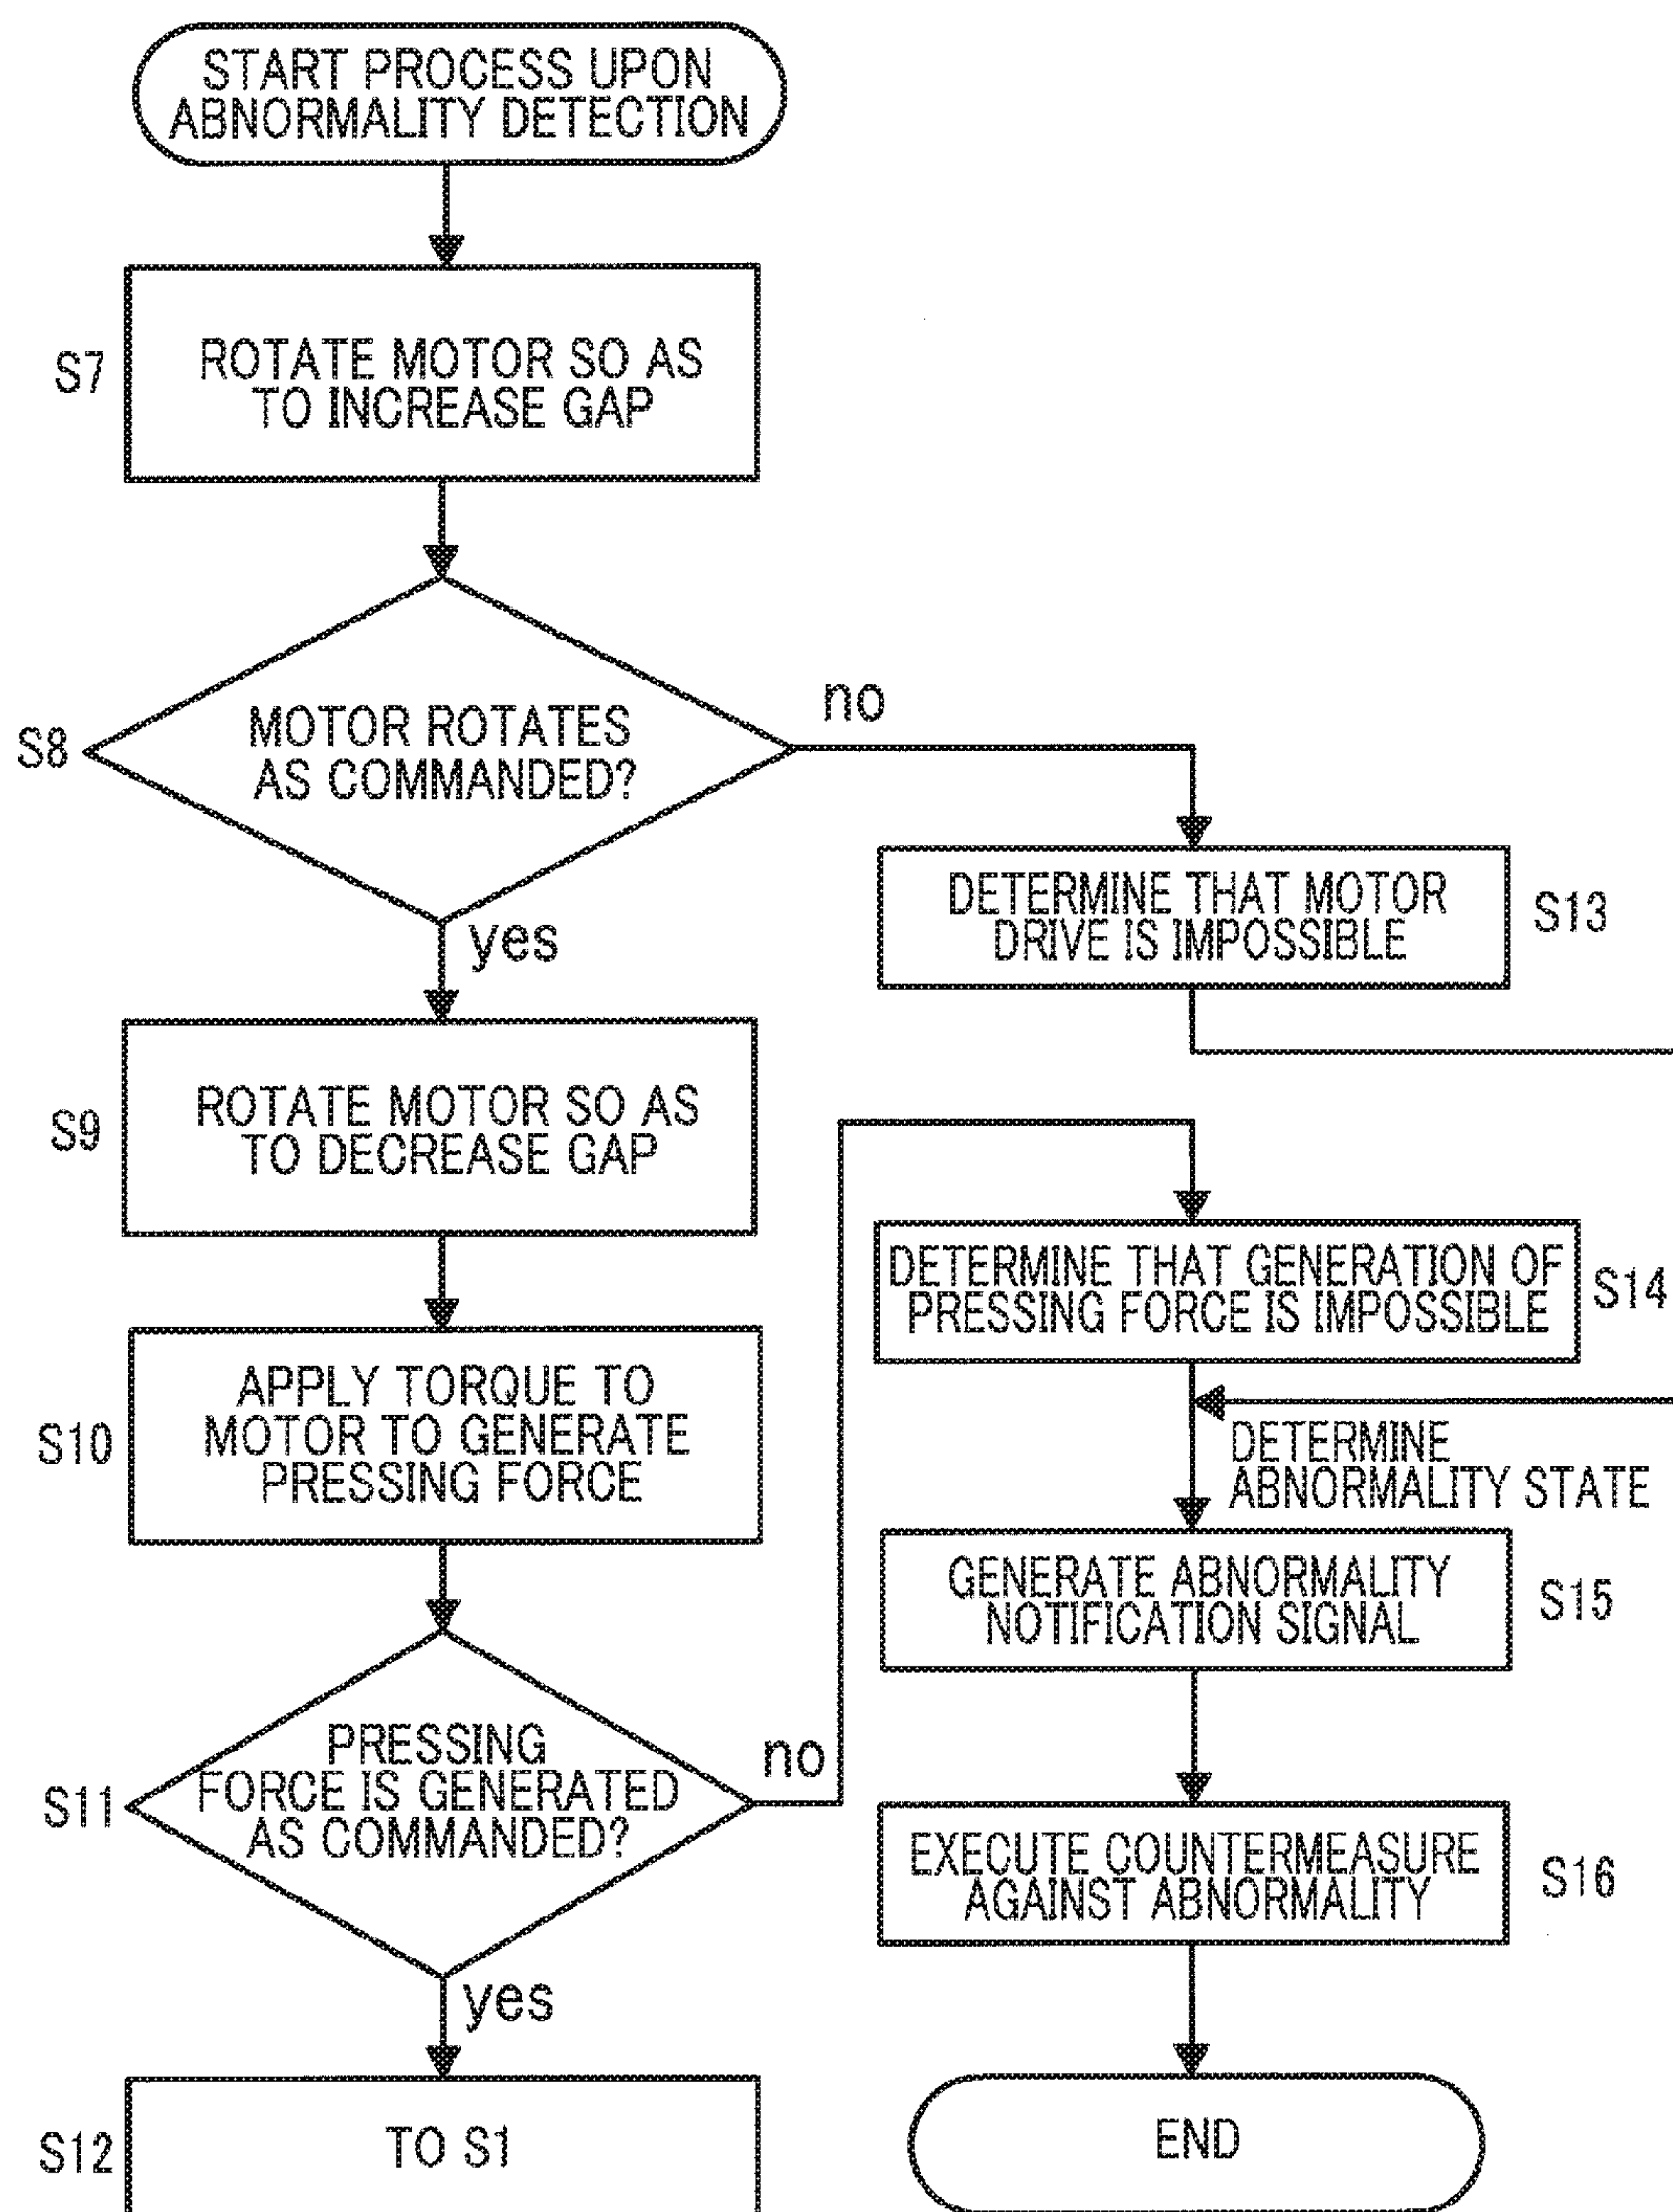 START PROCESS UPON
ABNORMALITY DETECTION
S7
ROTATE MOTOR SO AS
TO INCREASE GAP
S8
MOTOR ROTATES
AS COMMANDED?
no
yes
S13
DETERMINE THAT MOTOR
DRIVE IS IMPOSSIBLE
S9
ROTATE MOTOR SO AS
TO DECREASE GAP
S10
APPLY TORQUE TO
MOTOR TO GENERATE
PRESSING FORCE
S11
PRESSING
FORCE IS GENERATED
AS COMMANDED?
no
yes
S12
TO S1
DETERMINE THAT GENERATION OF
PRESSING FORCE IS IMPOSSIBLE
S14
DETERMINE
ABNORMALITY STATE
GENERATE ABNORMALITY
NOTIFICATION SIGNAL
S15
EXECUTE COUNTERMEASURE
AGAINST ABNORMALITY
S16
END